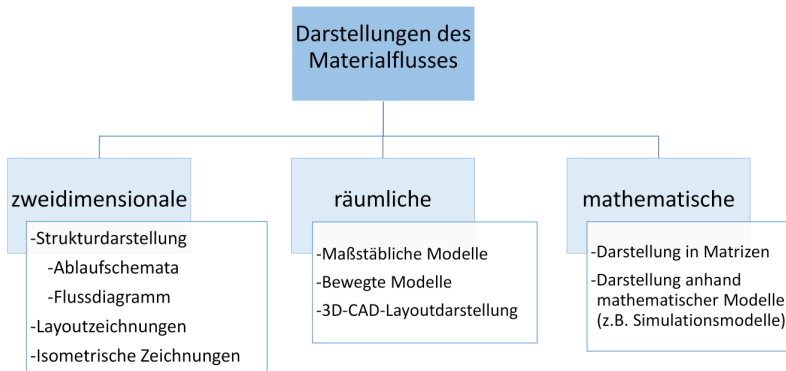 Darstellungen des
Materialflusses
zweidimensionale
-Strukturdarstellung
-Ablaufschemata
-Flussdiagramm
-Layoutzeichnungen
-Isometrische Zeichnungen
räumliche
-Maßstäbliche Modelle
-Bewegte Modelle
-3D-CAD-Layoutdarstellung
mathematische
-Darstellung in Matrizen
-Darstellung anhand
mathematischer Modelle
(z.B. Simulationsmodelle)